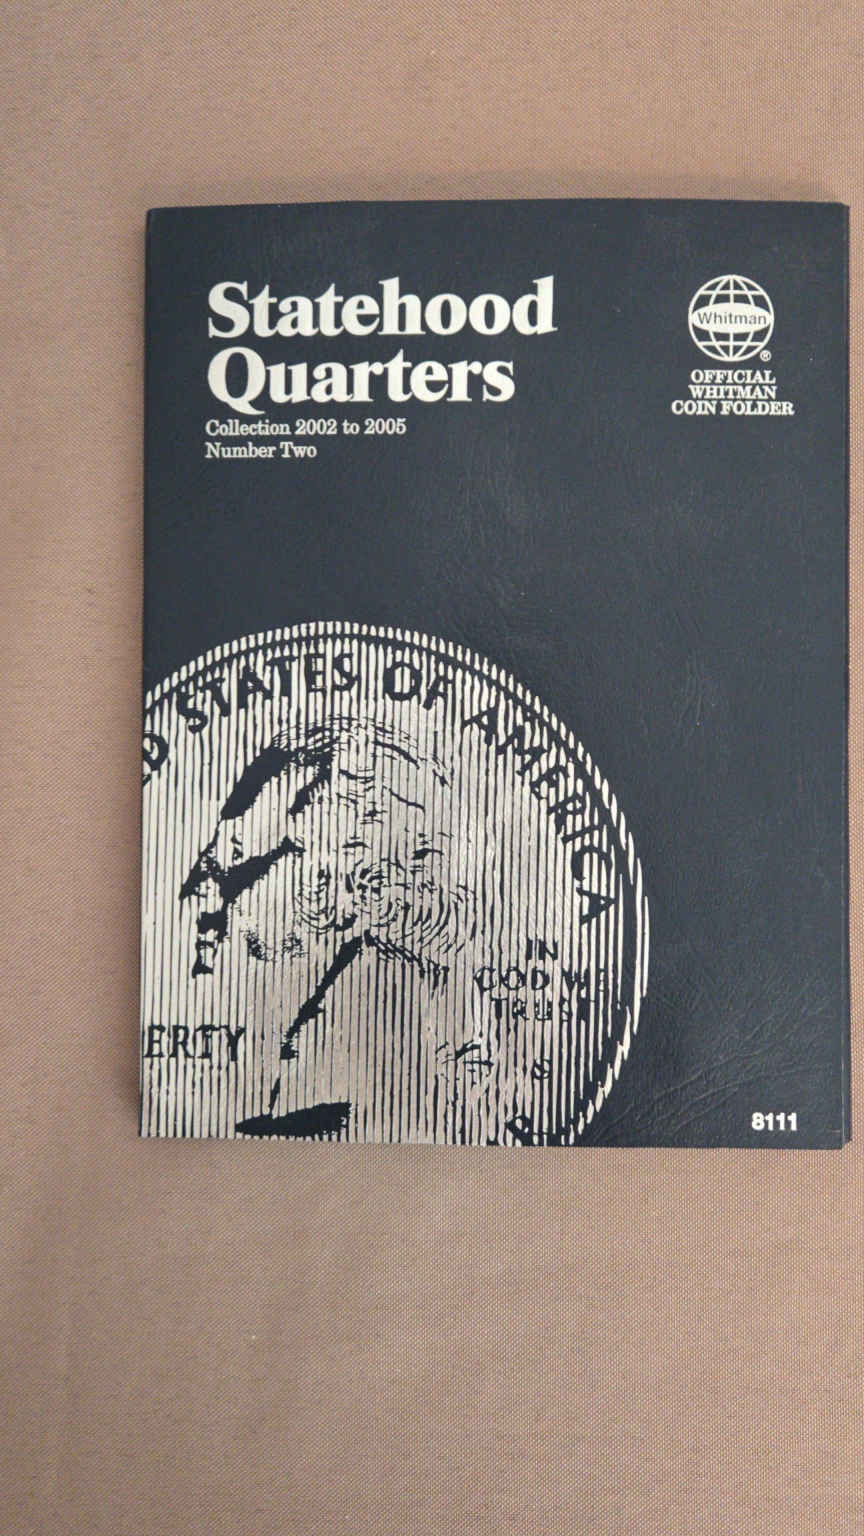 Statehood
Quarters
Collection 2002 to 2005
Number Two
Whitman
®
OFFICIAL
WHITMAN
COIN FOLDER
D STATES OF AMERICA
IN
GOD WE
TRUST
ERTY
S
8111